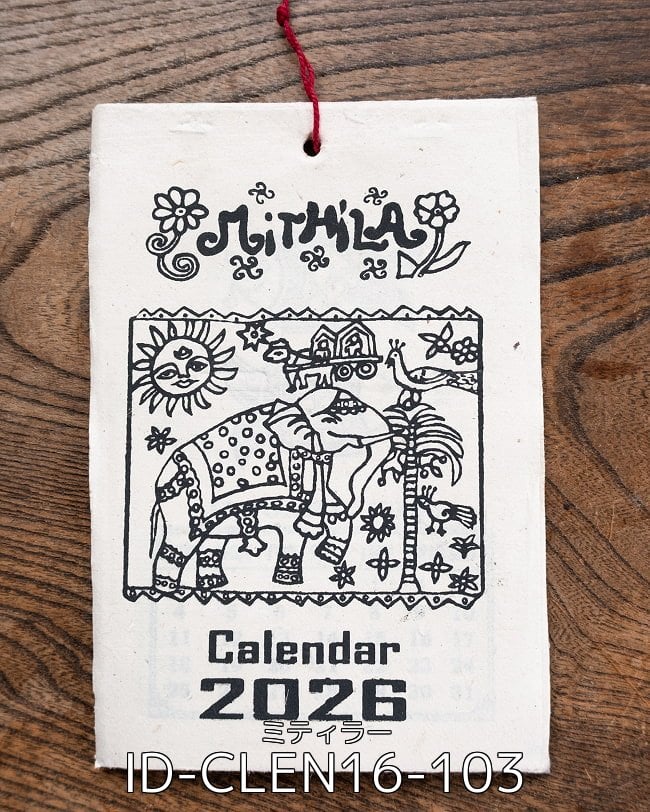 MiTHiLA
Calendar
2026
ミティラー
ID-CLEN16-103